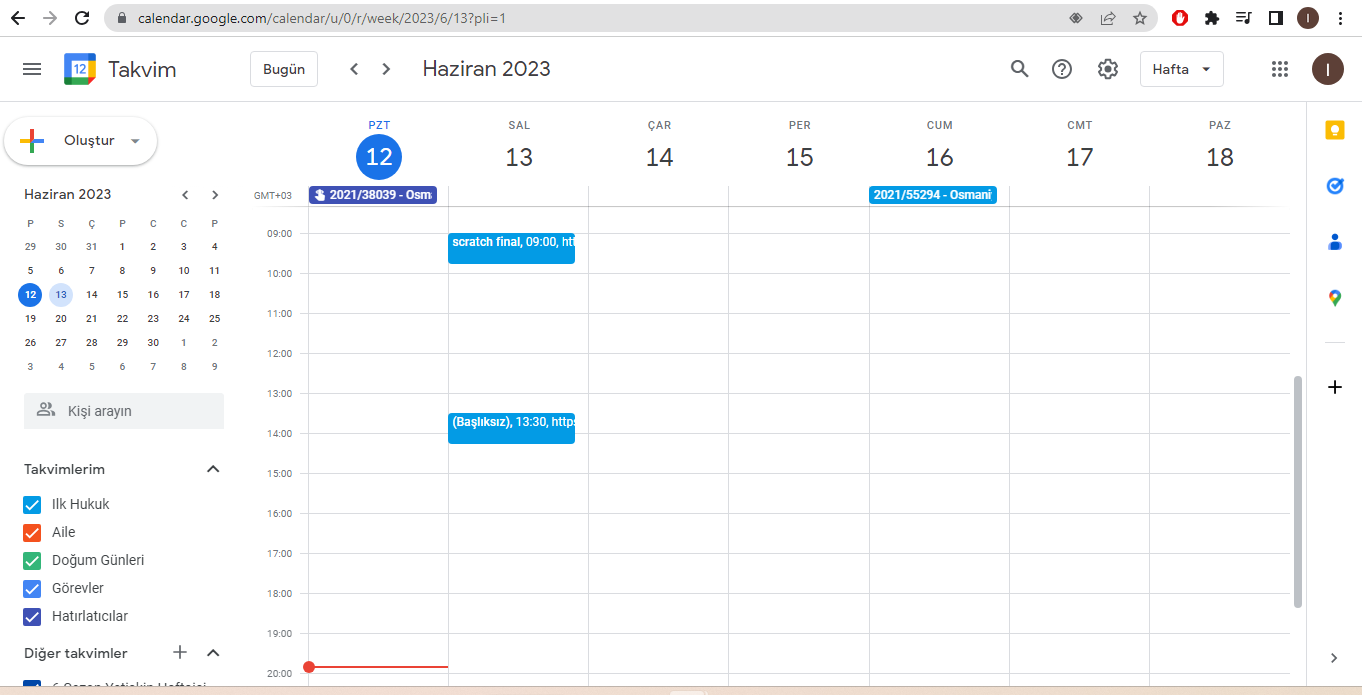 calendar.google.com/calendar/u/0/r/week/2023/6/13?pli=1
I
12 Takvim
Bugün
Haziran 2023
Hafta
I
Oluştur
PZT SAL ÇAR PER CUM CMT PAZ
12 13 14 15 16 17 18
GMT+03
2021/38039 - Osm
2021/55294 - Osmani
Haziran 2023
P S Ç P C C P
29 30 31 1 2 3 4
5 6 7 8 9 10 11
12 13 14 15 16 17 18
19 20 21 22 23 24 25
26 27 28 29 30 1 2
3 4 5 6 7 8 9
Kişi arayın
Takvimlerim
Ilk Hukuk
Aile
Doğum Günleri
Görevler
Hatırlatıcılar
Diğer takvimler
09:00
scratch final, 09:00, htt
10:00
11:00
12:00
13:00
(Başlıksız), 13:30, https
14:00
15:00
16:00
17:00
18:00
19:00
20:00